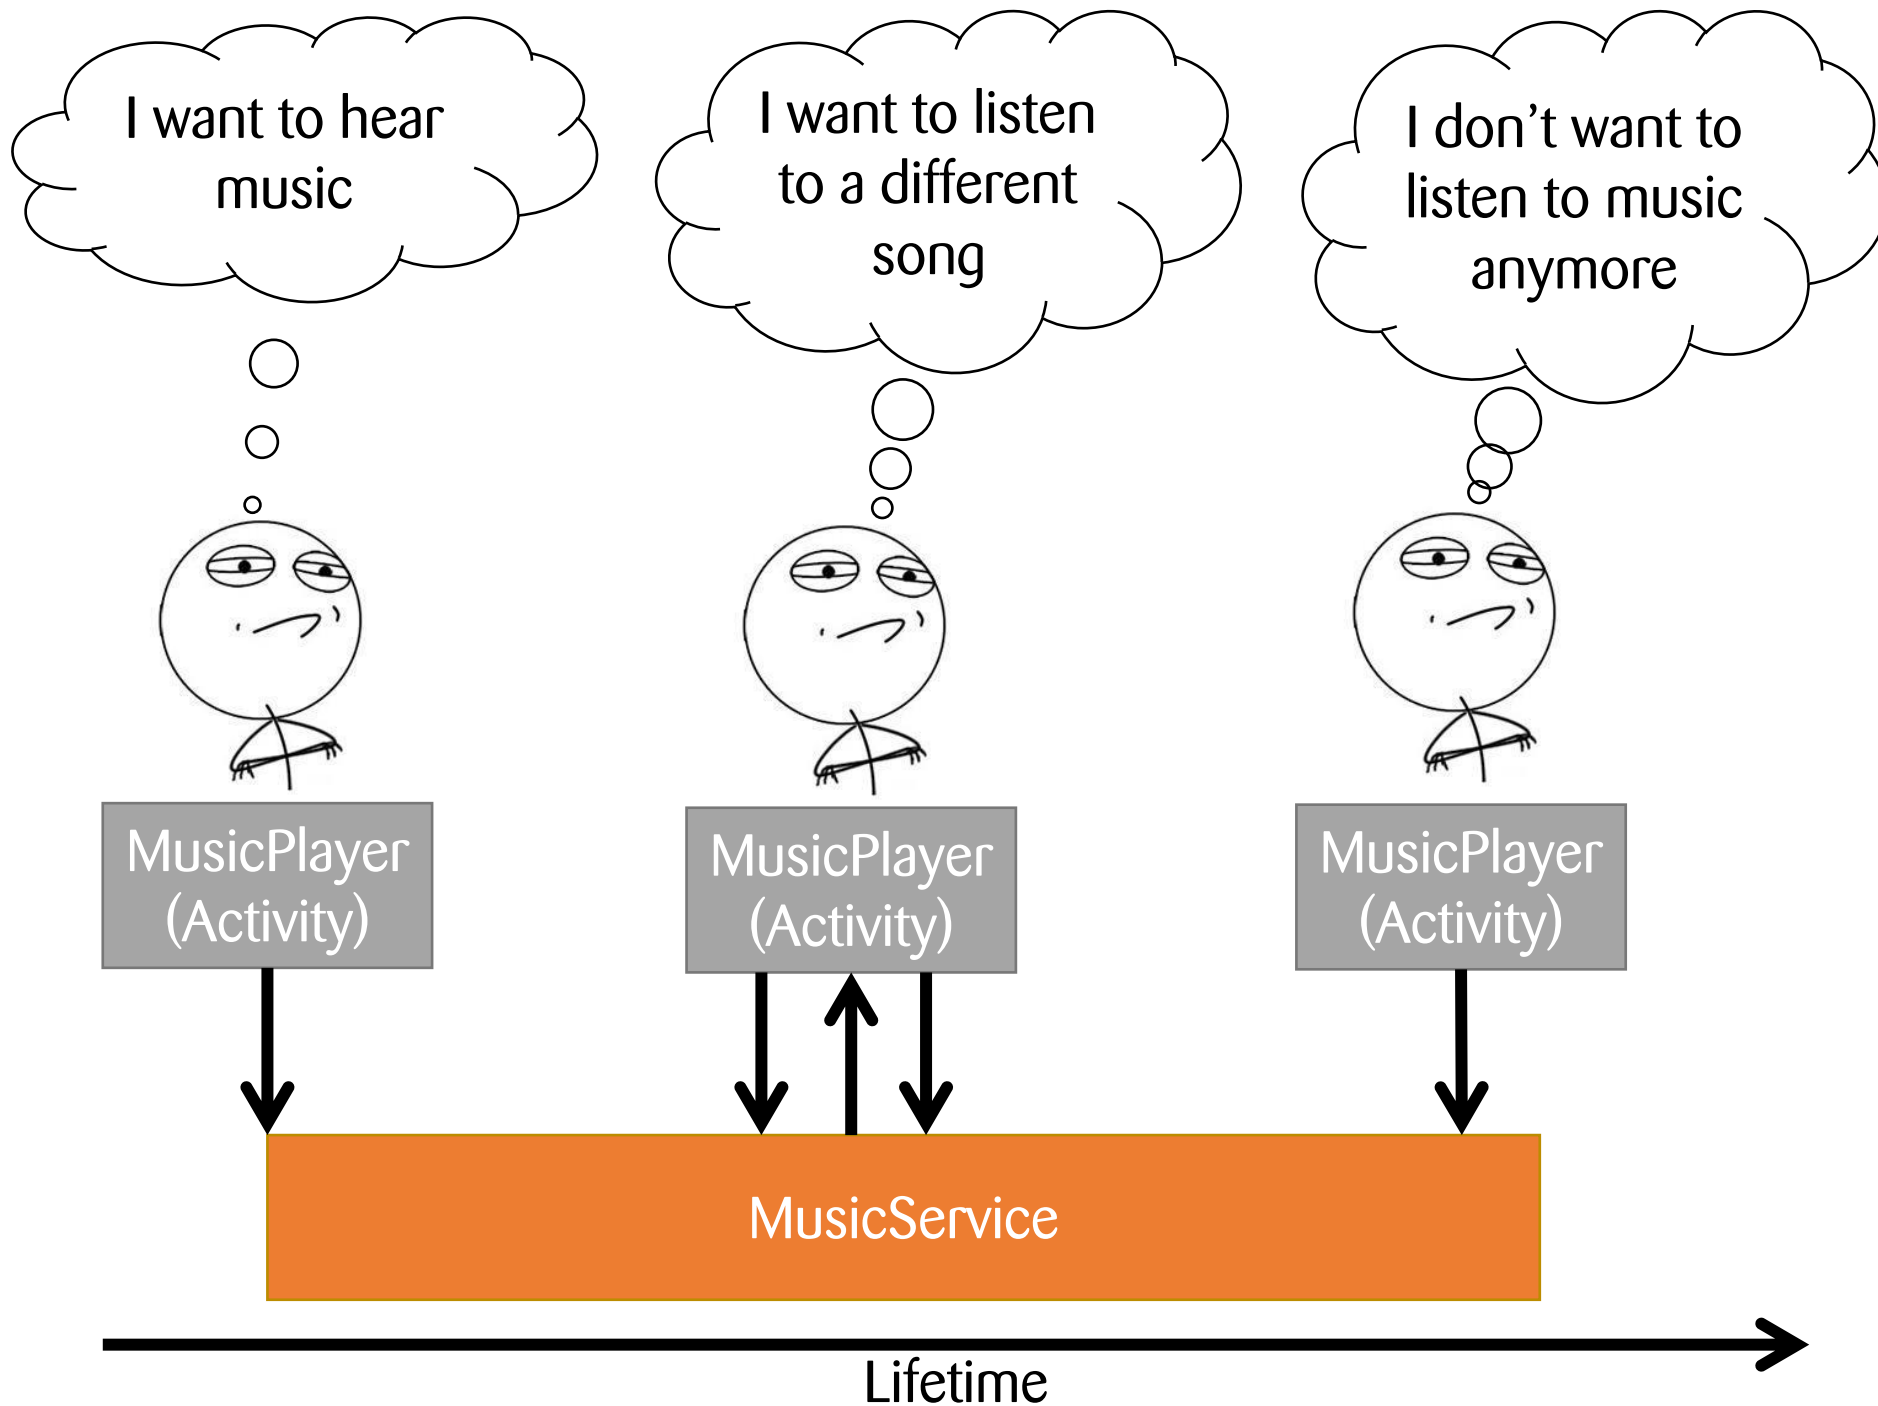 I want to hear
music
I want to listen
to a different
song
I don't want to
listen to music
anymore
MusicPlayer
(Activity)
MusicPlayer
(Activity)
MusicPlayer
(Activity)
MusicService
Lifetime